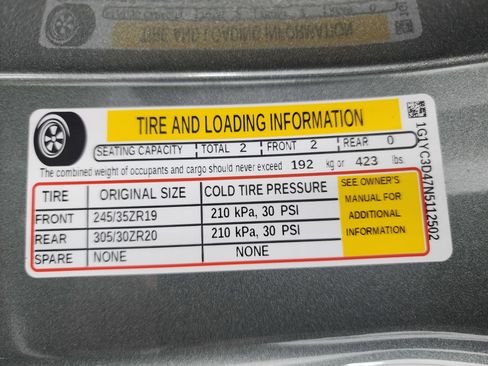 TIRE AND LOADING INFORMATION
SEATING CAPACITY TOTAL 2 FRONT 2 REAR 0
The combined weight of occupants and cargo should never exceed 192 kg or 423 lbs.
TIRE ORIGINAL SIZE COLD TIRE PRESSURE
FRONT 245/35ZR19 210 kPa, 30 PSI
REAR 305/30ZR20 210 kPa, 30 PSI
SPARE NONE NONE
SEE OWNER'S
MANUAL FOR
ADDITIONAL
INFORMATION
1G1YC3D47N5112502